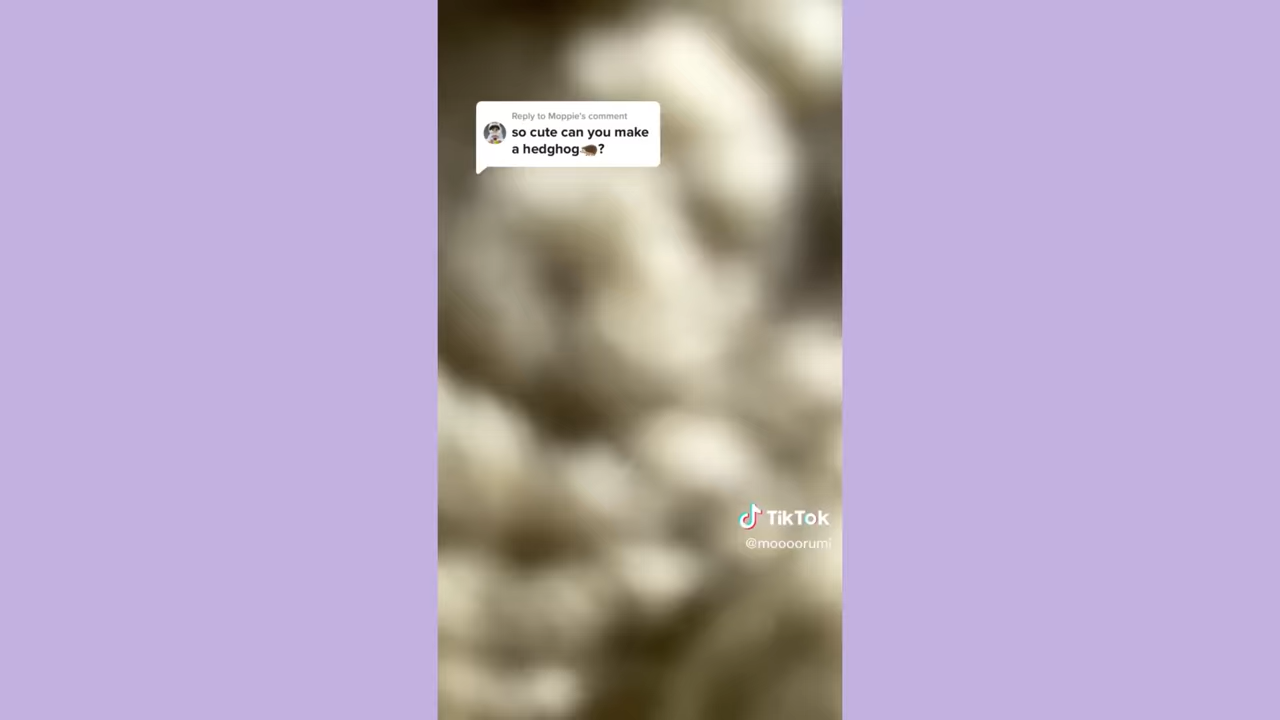 Reply to Moppie's comment
so cute can you make
a hedghog🦔?
TikTok
@moooorumi